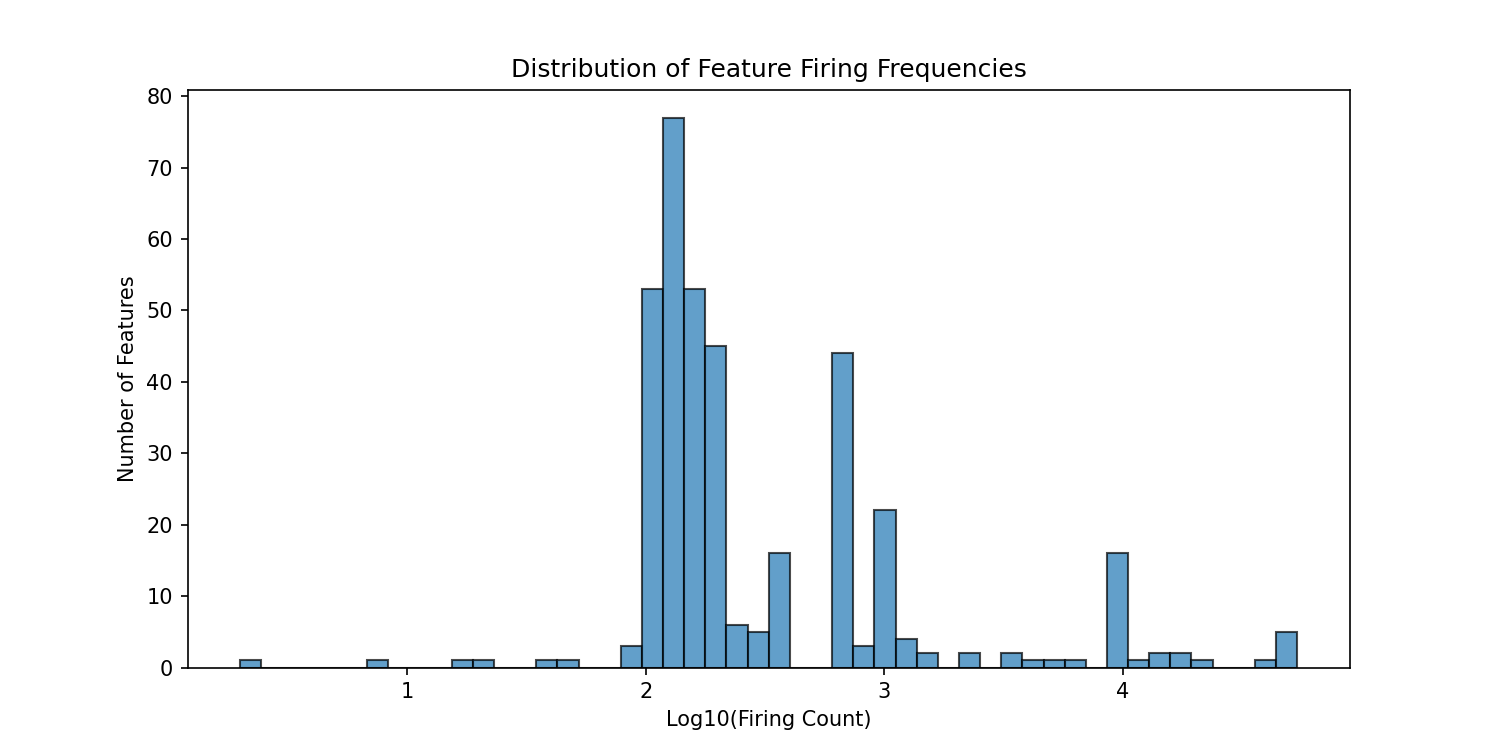 Distribution of Feature Firing Frequencies
80
70
60
50
40
30
20
10
0
Number of Features
1 2 3 4
Log10(Firing Count)